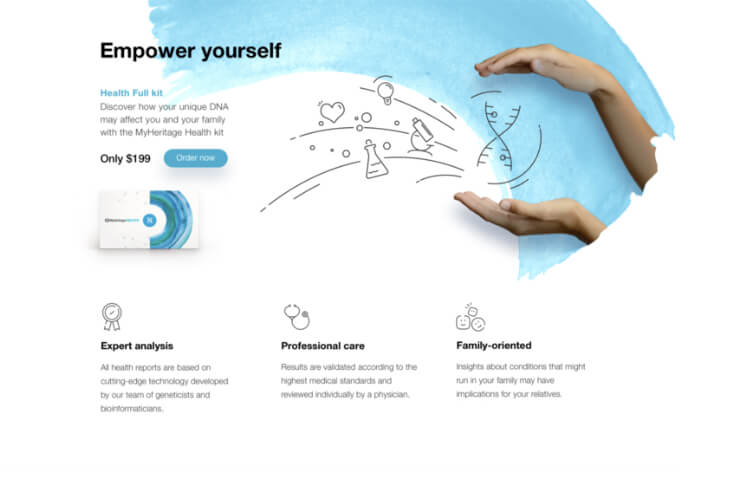 Empower yourself
Health Full kit
Discover how your unique DNA
may affect you and your family
with the MyHeritage Health kit
Only $199
Order now
MyHeritage
Expert analysis
Professional care
Family-oriented
All health reports are based on
cutting-edge technology developed
by our team of geneticists and
bioinformaticians.
Results are validated according to the
highest medical standards and
reviewed individually by a physician.
Insights about conditions that might
run in your family may have
implications for your relatives.